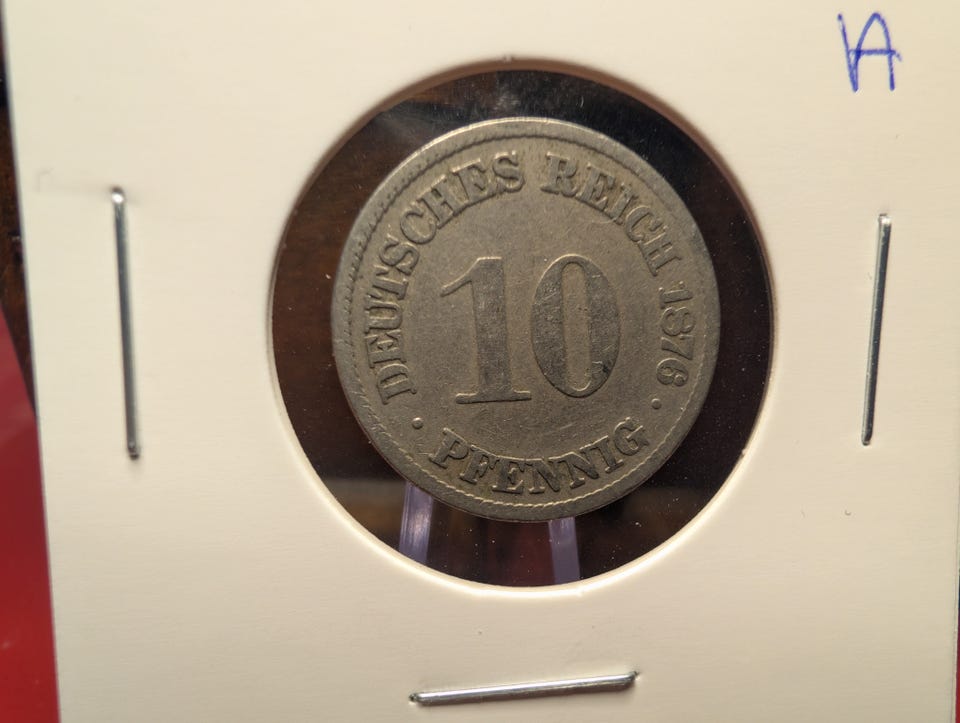 A
DEUTSCHES REICH 1876
10
• PFENNIG •